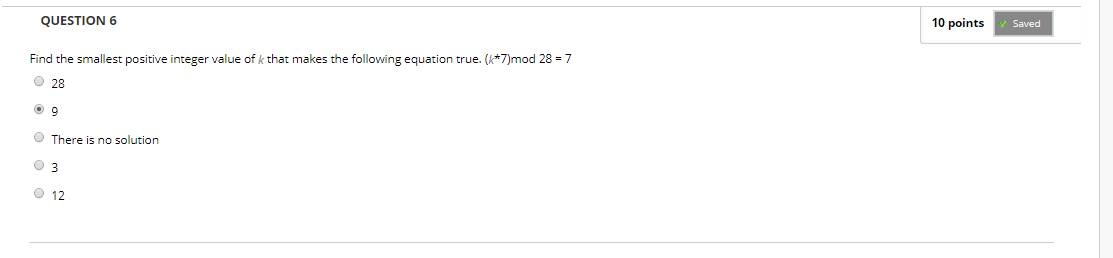 QUESTION 6
10 points
✓ Saved
Find the smallest positive integer value of k that makes the following equation true. (k*7)mod 28 = 7
28
9
There is no solution
3
12